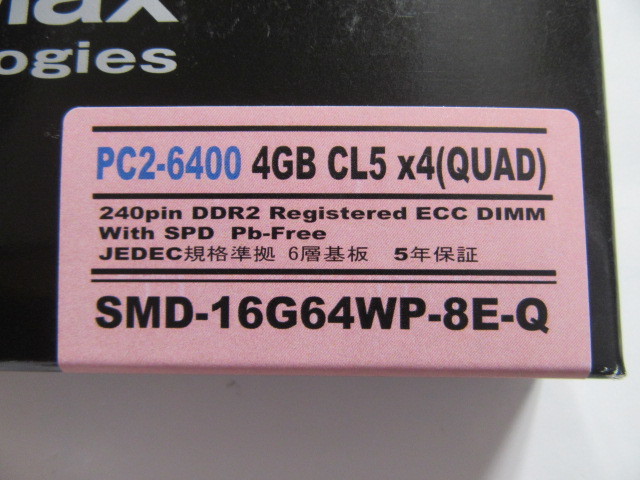 ax
ogies
PC2-6400 4GB CL5 x4(QUAD)
240pin DDR2 Registered ECC DIMM
With SPD Pb-Free
JEDEC規格準拠 6層基板 5年保証
SMD-16G64WP-8E-Q